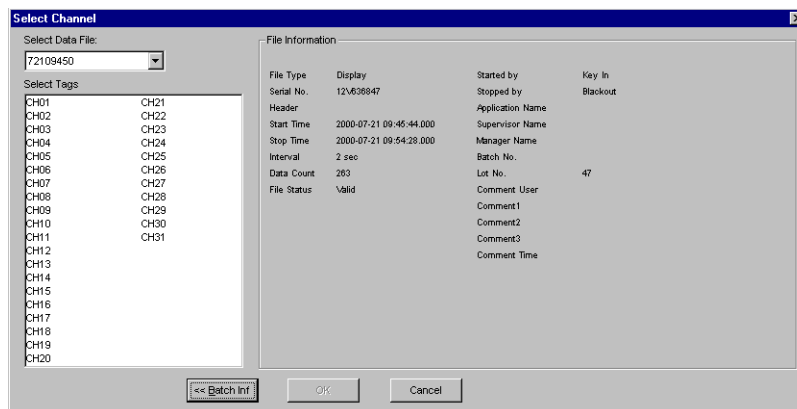 Select Channel
Select Data File:
72109450
Select Tags
CH01 CH21
CH02 CH22
CH03 CH23
CH04 CH24
CH05 CH25
CH06 CH26
CH07 CH27
CH08 CH28
CH09 CH29
CH10 CH30
CH11 CH31
CH12
CH13
CH14
CH15
CH16
CH17
CH18
CH19
CH20
File Information
File Type Display Started by Key In
Serial No. 12V636847 Stopped by Blackout
Header Application Name
Start Time 2000-07-21 09:45:44.000 Supervisor Name
Stop Time 2000-07-21 09:54:28.000 Manager Name
Interval 2 sec Batch No.
Data Count 263 Lot No. 47
File Status Valid Comment User
Comment1
Comment2
Comment3
Comment Time
<< Batch Inf OK Cancel